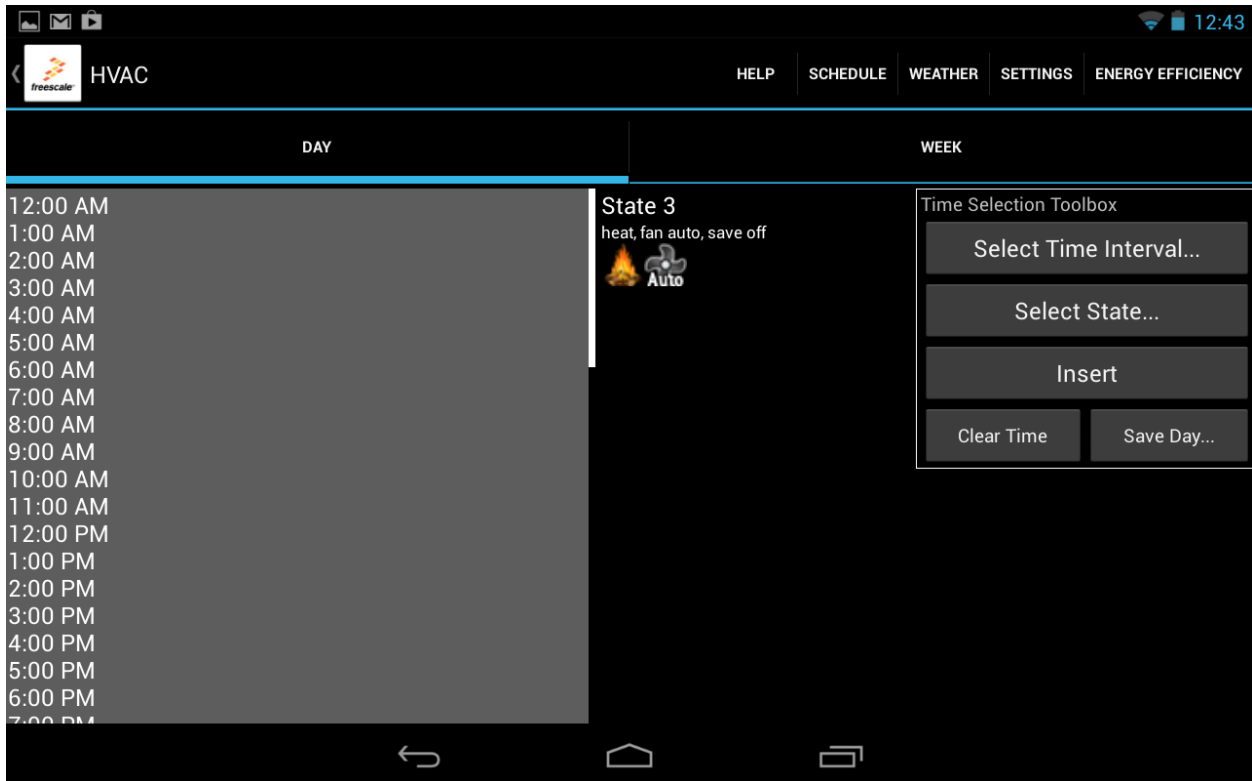 12:43
freescale
HVAC
HELP
SCHEDULE
WEATHER
SETTINGS
ENERGY EFFICIENCY
DAY
WEEK
12:00 AM
1:00 AM
2:00 AM
3:00 AM
4:00 AM
5:00 AM
6:00 AM
7:00 AM
8:00 AM
9:00 AM
10:00 AM
11:00 AM
12:00 PM
1:00 PM
2:00 PM
3:00 PM
4:00 PM
5:00 PM
6:00 PM
7:00 PM
State 3
heat, fan auto, save off
Auto
Time Selection Toolbox
Select Time Interval...
Select State...
Insert
Clear Time
Save Day...